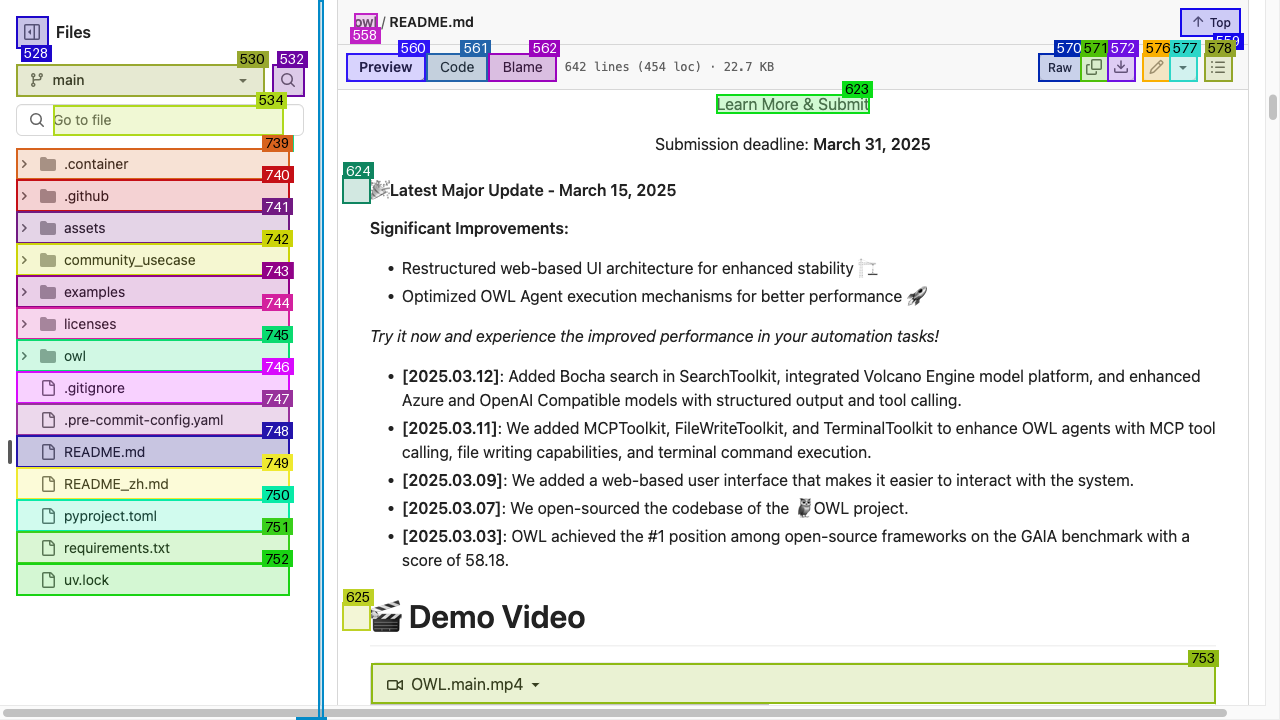 Files
528
530
532
main
534
Go to file
739
.container
740
.github
741
assets
742
community_usecase
743
examples
744
licenses
745
owl
746
.gitignore
747
.pre-commit-config.yaml
748
README.md
749
README_zh.md
750
pyproject.toml
751
requirements.txt
752
uv.lock
owl / README.md
558
Top
559
560
561
562
Preview
Code
Blame
642 lines (454 loc) · 22.7 KB
570
571
572
576
577
578
Raw
623
Learn More & Submit
Submission deadline: March 31, 2025
624
Latest Major Update - March 15, 2025
Significant Improvements:
• Restructured web-based UI architecture for enhanced stability
• Optimized OWL Agent execution mechanisms for better performance
Try it now and experience the improved performance in your automation tasks!
• [2025.03.12]: Added Bocha search in SearchToolkit, integrated Volcano Engine model platform, and enhanced
Azure and OpenAI Compatible models with structured output and tool calling.
• [2025.03.11]: We added MCPToolkit, FileWriteToolkit, and TerminalToolkit to enhance OWL agents with MCP tool
calling, file writing capabilities, and terminal command execution.
• [2025.03.09]: We added a web-based user interface that makes it easier to interact with the system.
• [2025.03.07]: We open-sourced the codebase of the OWL project.
• [2025.03.03]: OWL achieved the #1 position among open-source frameworks on the GAIA benchmark with a
score of 58.18.
625
Demo Video
753
OWL.main.mp4